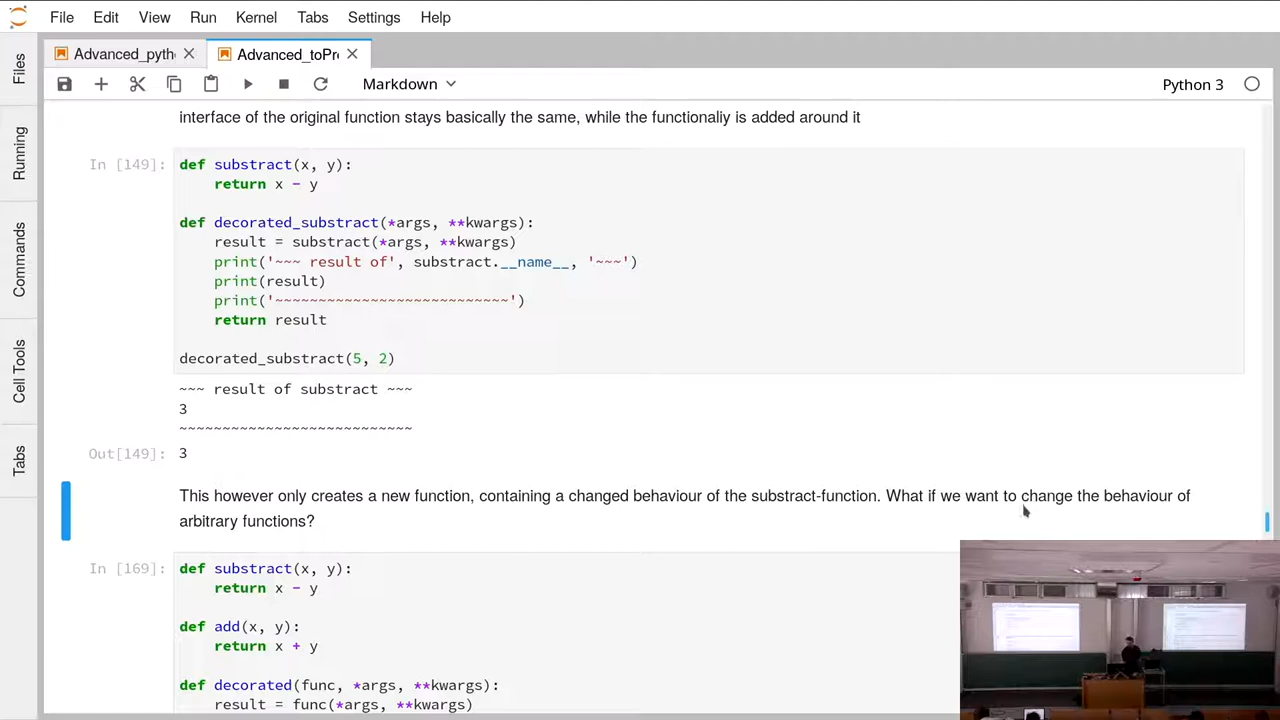 File Edit View Run Kernel Tabs Settings Help
Files
Running
Commands
Cell Tools
Tabs
Advanced_pyth
Advanced_toPr
Markdown
Python 3
interface of the original function stays basically the same, while the functionaliy is added around it
In [149]:
def substract(x, y):
    return x - y
def decorated_substract(*args, **kwargs):
    result = substract(*args, **kwargs)
    print('~~~ result of', substract.__name__, '~~~')
    print(result)
    print('~~~~~~~~~~~~~~~~~~~~~~~~~~~')
    return result
decorated_substract(5, 2)
~~~ result of substract ~~~
3
~~~~~~~~~~~~~~~~~~~~~~~~~~~
Out[149]: 3
This however only creates a new function, containing a changed behaviour of the substract-function. What if we want to change the behaviour of
arbitrary functions?
In [169]:
def substract(x, y):
    return x - y
def add(x, y):
    return x + y
def decorated(func, *args, **kwargs):
    result = func(*args, **kwargs)